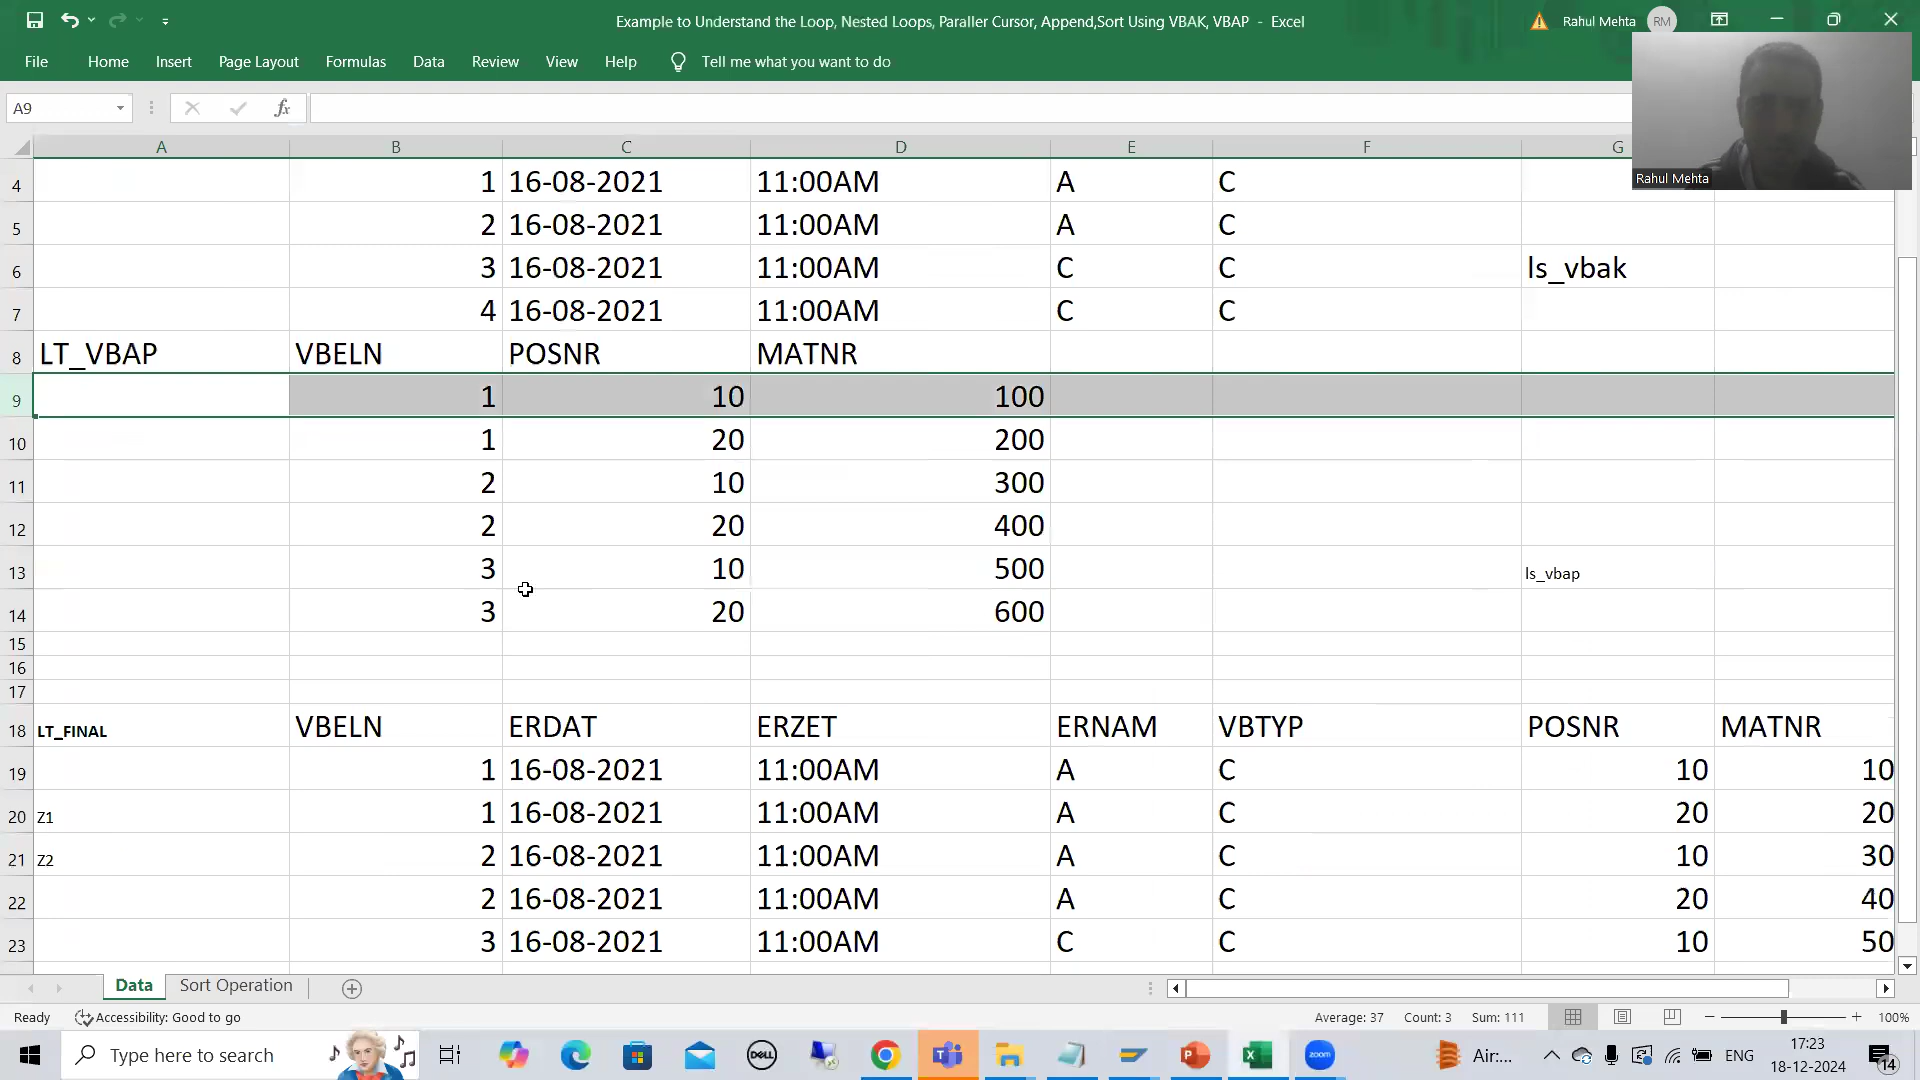 Example to Understand the Loop, Nested Loops, Paraller Cursor, Append,Sort Using VBAK, VBAP - Excel
Rahul Mehta RM
File Home Insert Page Layout Formulas Data Review View Help Tell me what you want to do
A9 fx
Rahul Mehta
A B C D E F G
4 1 16-08-2021 11:00AM A C
5 2 16-08-2021 11:00AM A C
6 3 16-08-2021 11:00AM C C ls_vbak
7 4 16-08-2021 11:00AM C C
8 LT_VBAP VBELN POSNR MATNR
9 1 10 100
10 1 20 200
11 2 10 300
12 2 20 400
13 3 10 500 ls_vbap
14 3 20 600
15
16
17
18 LT_FINAL VBELN ERDAT ERZET ERNAM VBTYP POSNR MATNR
19 1 16-08-2021 11:00AM A C 10 10
20 Z1 1 16-08-2021 11:00AM A C 20 20
21 Z2 2 16-08-2021 11:00AM A C 10 30
22 2 16-08-2021 11:00AM A C 20 40
23 3 16-08-2021 11:00AM C C 10 50
Data Sort Operation
Ready Accessibility: Good to go Average: 37 Count: 3 Sum: 111 100%
Type here to search DELL zoom Air:... ENG 17:23
18-12-2024 14